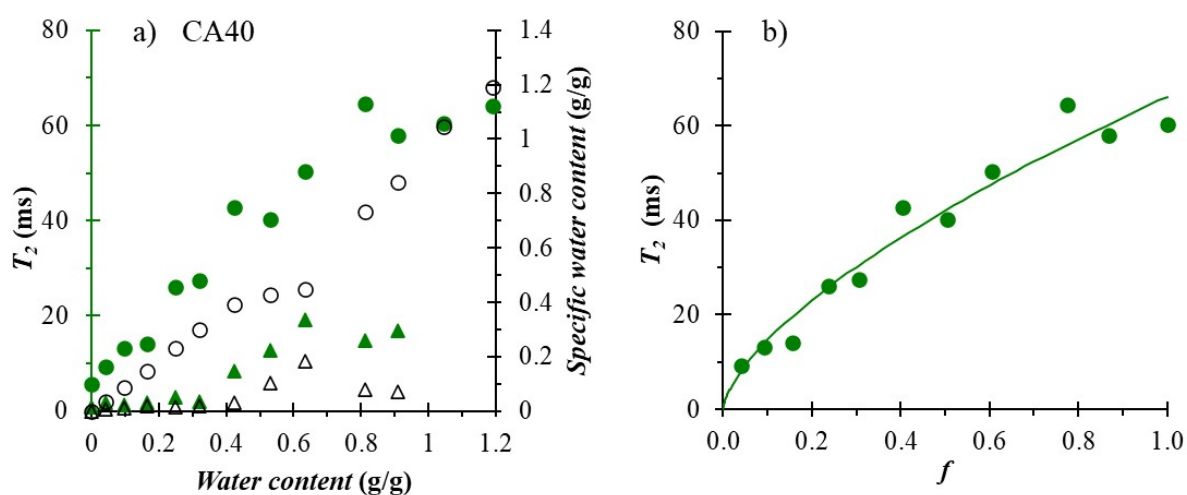 a) CA40
80
60
40
20
0
T2 (ms)
1.4
1.2
1
0.8
0.6
0.4
0.2
0
Specific water content (g/g)
0 0.2 0.4 0.6 0.8 1 1.2
Water content (g/g)
b)
80
60
40
20
0
T2 (ms)
0.0 0.2 0.4 0.6 0.8 1.0
f